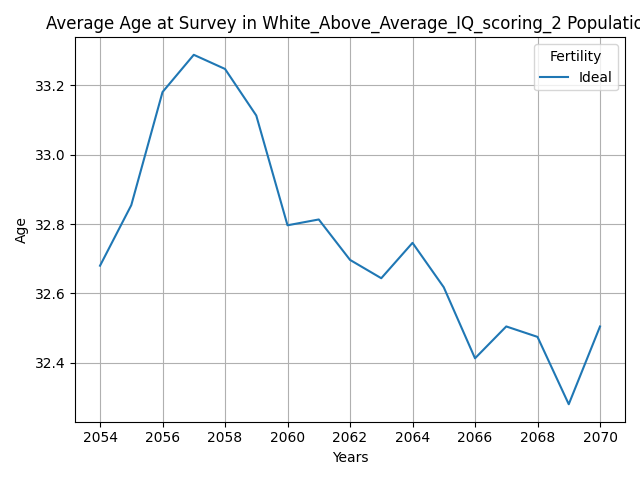 Average Age at Survey in White_Above_Average_IQ_scoring_2 Populatio
Fertility
Ideal
33.2
33.0
32.8
32.6
32.4
Age
2054 2056 2058 2060 2062 2064 2066 2068 2070
Years